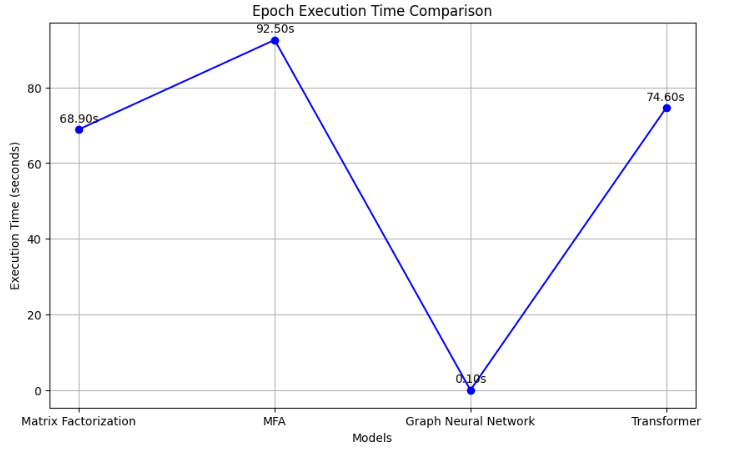 Epoch Execution Time Comparison
92.50s
80
74.60s
68.90s
60
Execution Time (seconds)
40
20
0.10s
0
Matrix Factorization MFA Graph Neural Network Transformer
Models